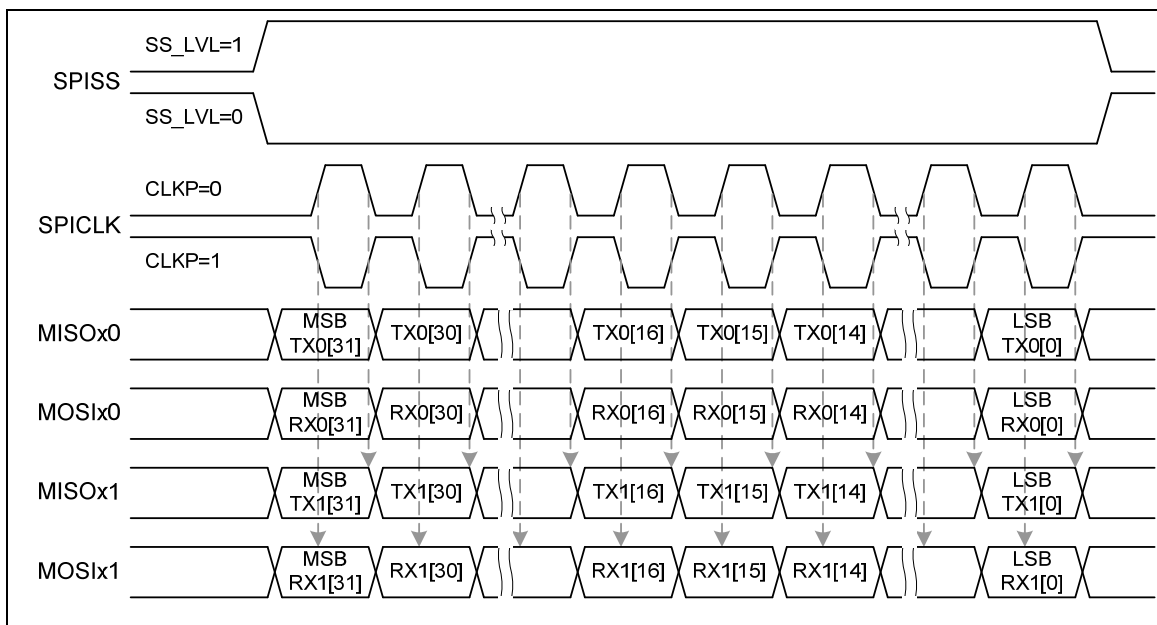 SS_LVL=1
SPISS
SS_LVL=0
CLKP=0
SPICLK
CLKP=1
MISOx0
MSB
TX0[31]
TX0[30]
TX0[16]
TX0[15]
TX0[14]
LSB
TX0[0]
MOSIx0
MSB
RX0[31]
RX0[30]
RX0[16]
RX0[15]
RX0[14]
LSB
RX0[0]
MISOx1
MSB
TX1[31]
TX1[30]
TX1[16]
TX1[15]
TX1[14]
LSB
TX1[0]
MOSIx1
MSB
RX1[31]
RX1[30]
RX1[16]
RX1[15]
RX1[14]
LSB
RX1[0]